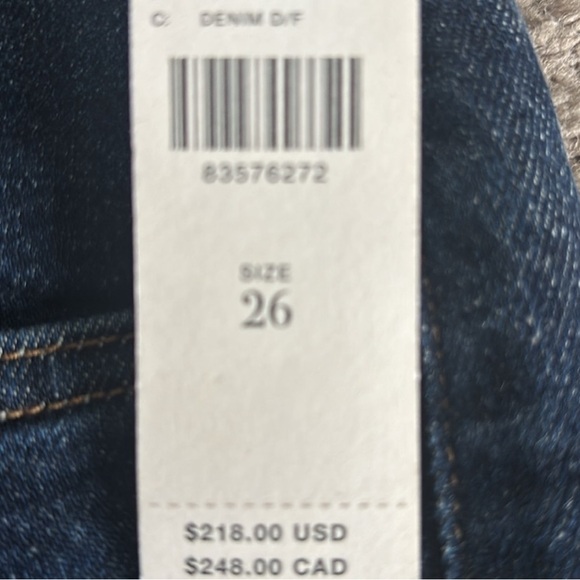 C: DENIM D/F
83576272
SIZE
26
$218.00 USD
$248.00 CAD